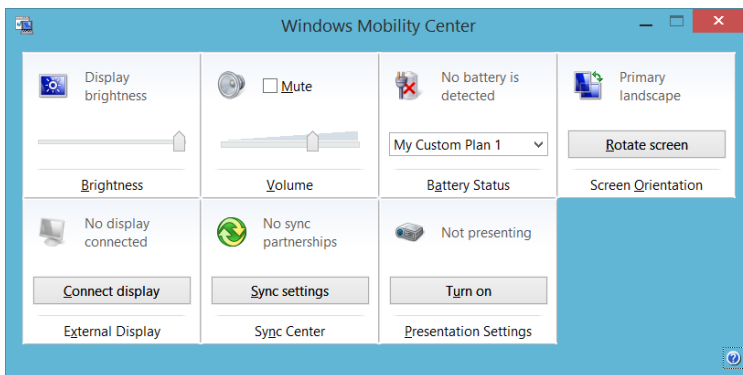 Windows Mobility Center
Display
brightness
Brightness
Mute
Volume
No battery is
detected
My Custom Plan 1
Battery Status
Primary
landscape
Rotate screen
Screen Orientation
No display
connected
Connect display
External Display
No sync
partnerships
Sync settings
Sync Center
Not presenting
Turn on
Presentation Settings